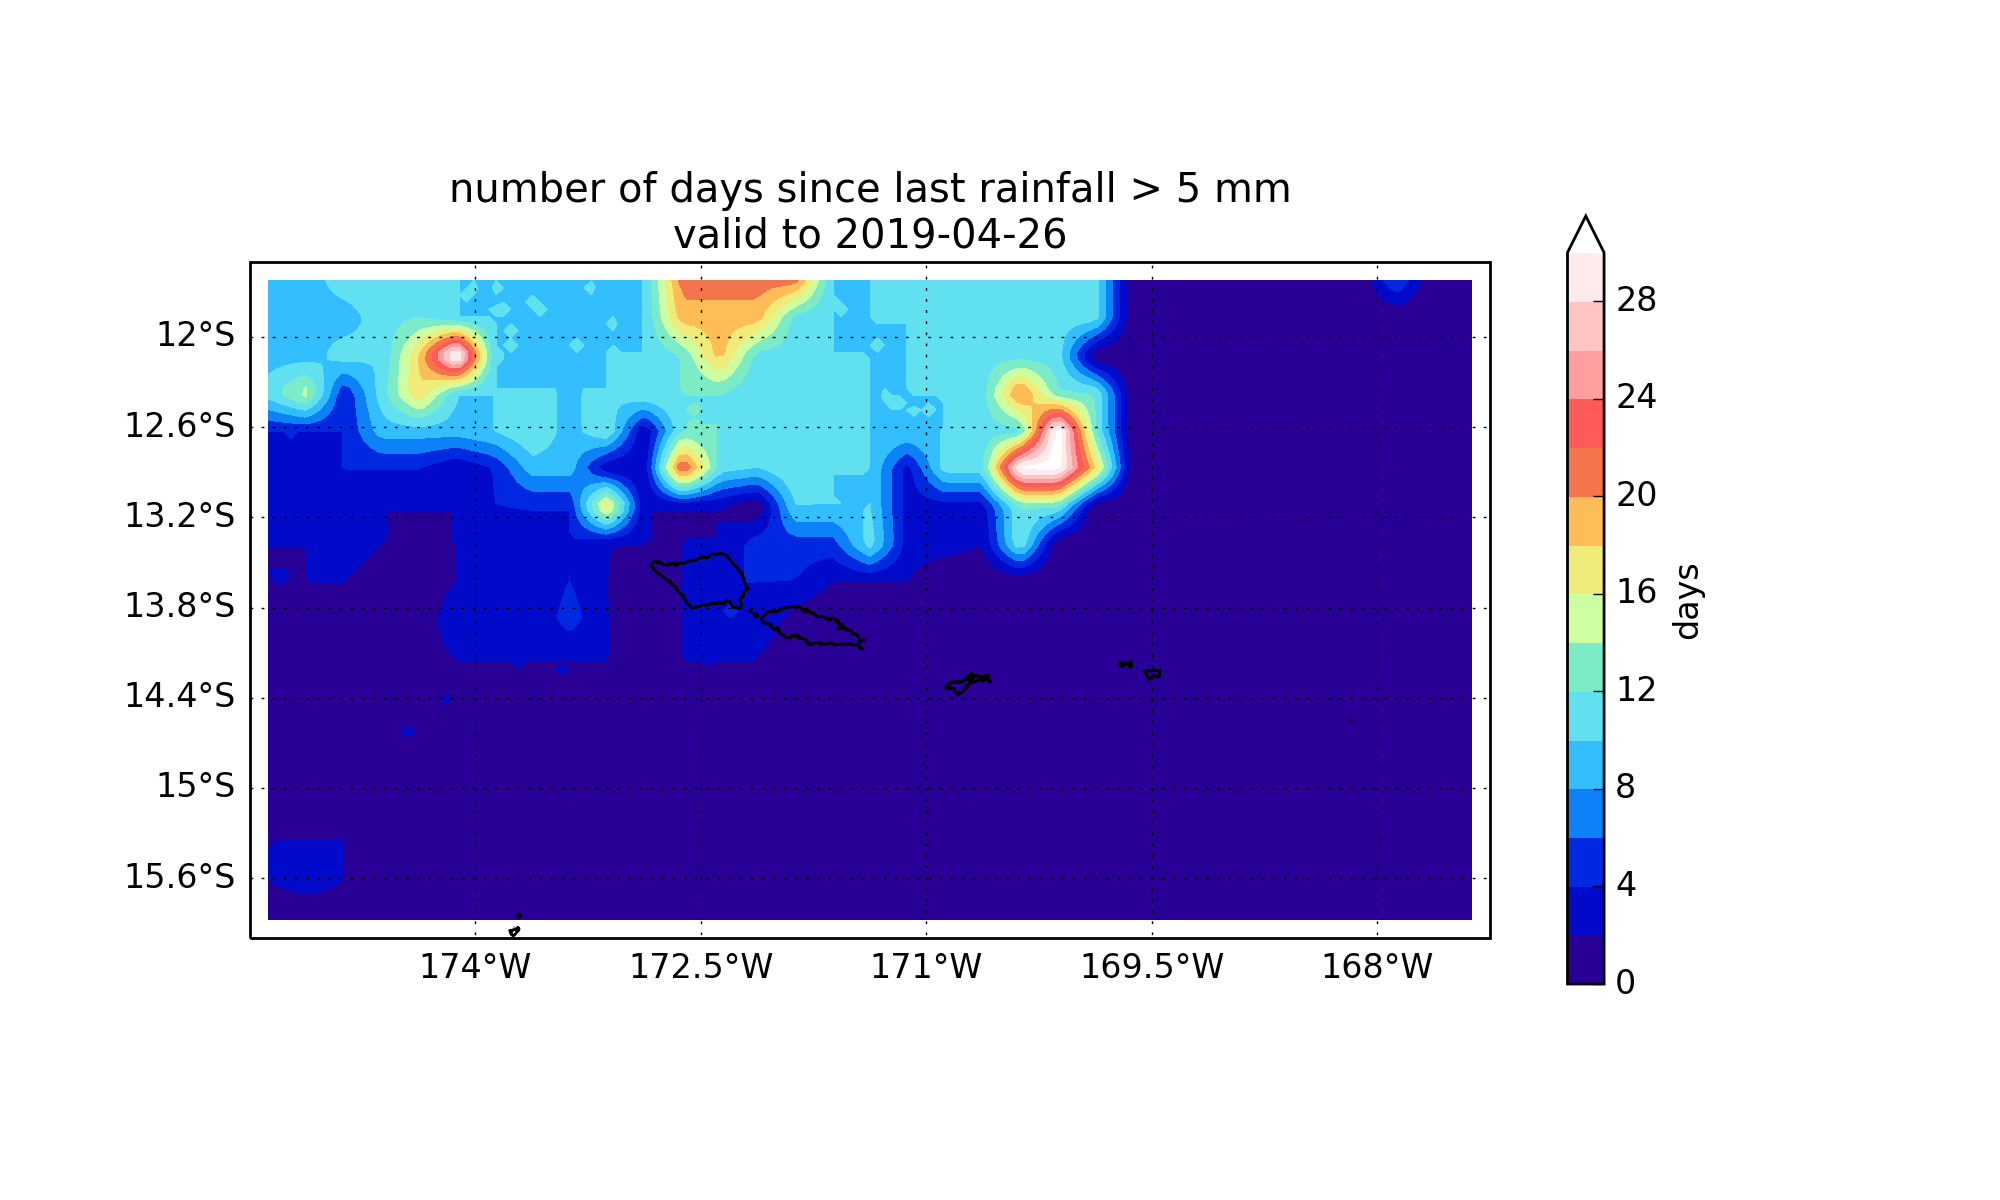 number of days since last rainfall > 5 mm
valid to 2019-04-26
12°S
12.6°S
13.2°S
13.8°S
14.4°S
15°S
15.6°S
174°W
172.5°W
171°W
169.5°W
168°W
28
24
20
16
12
8
4
0
days